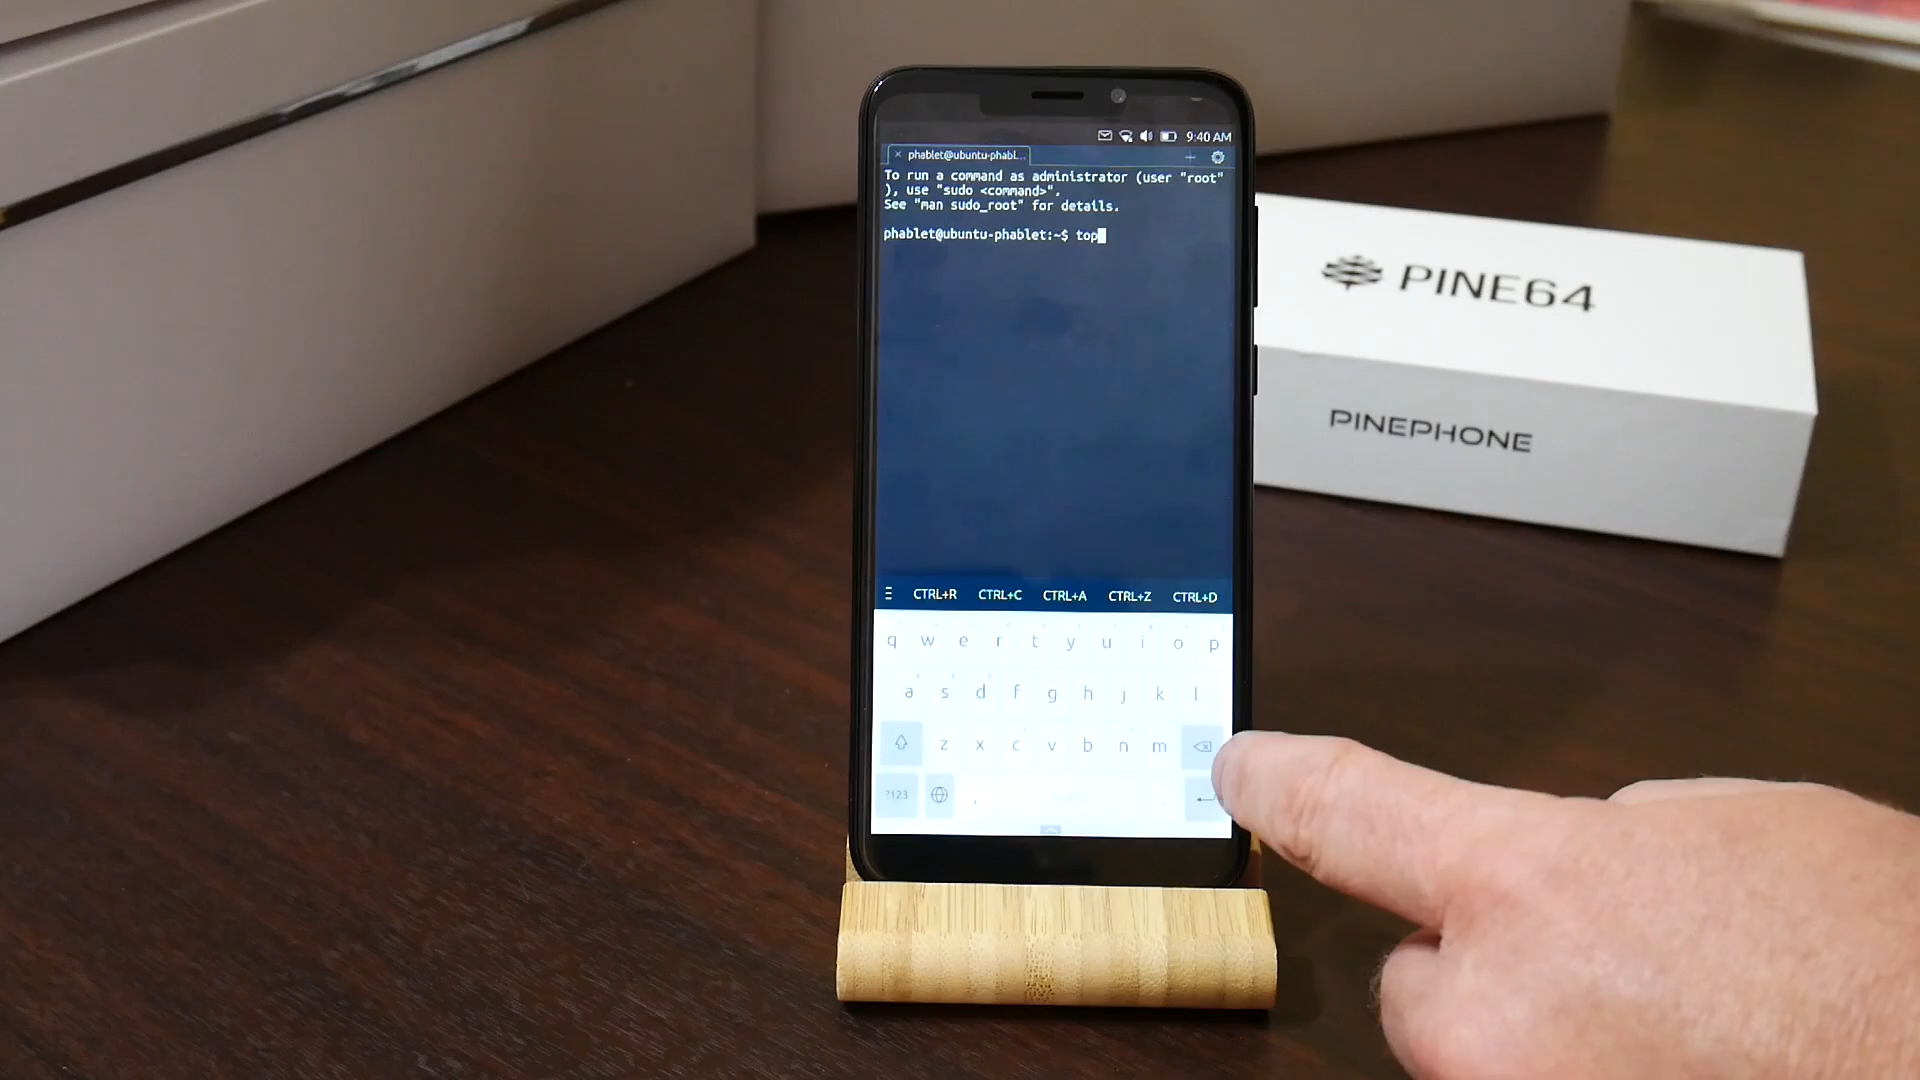 9:40 AM
× phablet@ubuntu-phabl...
To run a command as administrator (user "root"
), use "sudo <command>".
See "man sudo_root" for details.
phablet@ubuntu-phablet:~$ top
CTRL+R CTRL+C CTRL+A CTRL+Z CTRL+D
q w e r t y u i o p
a s d f g h j k l
z x c v b n m
?123 ,
PINE64
PINEPHONE